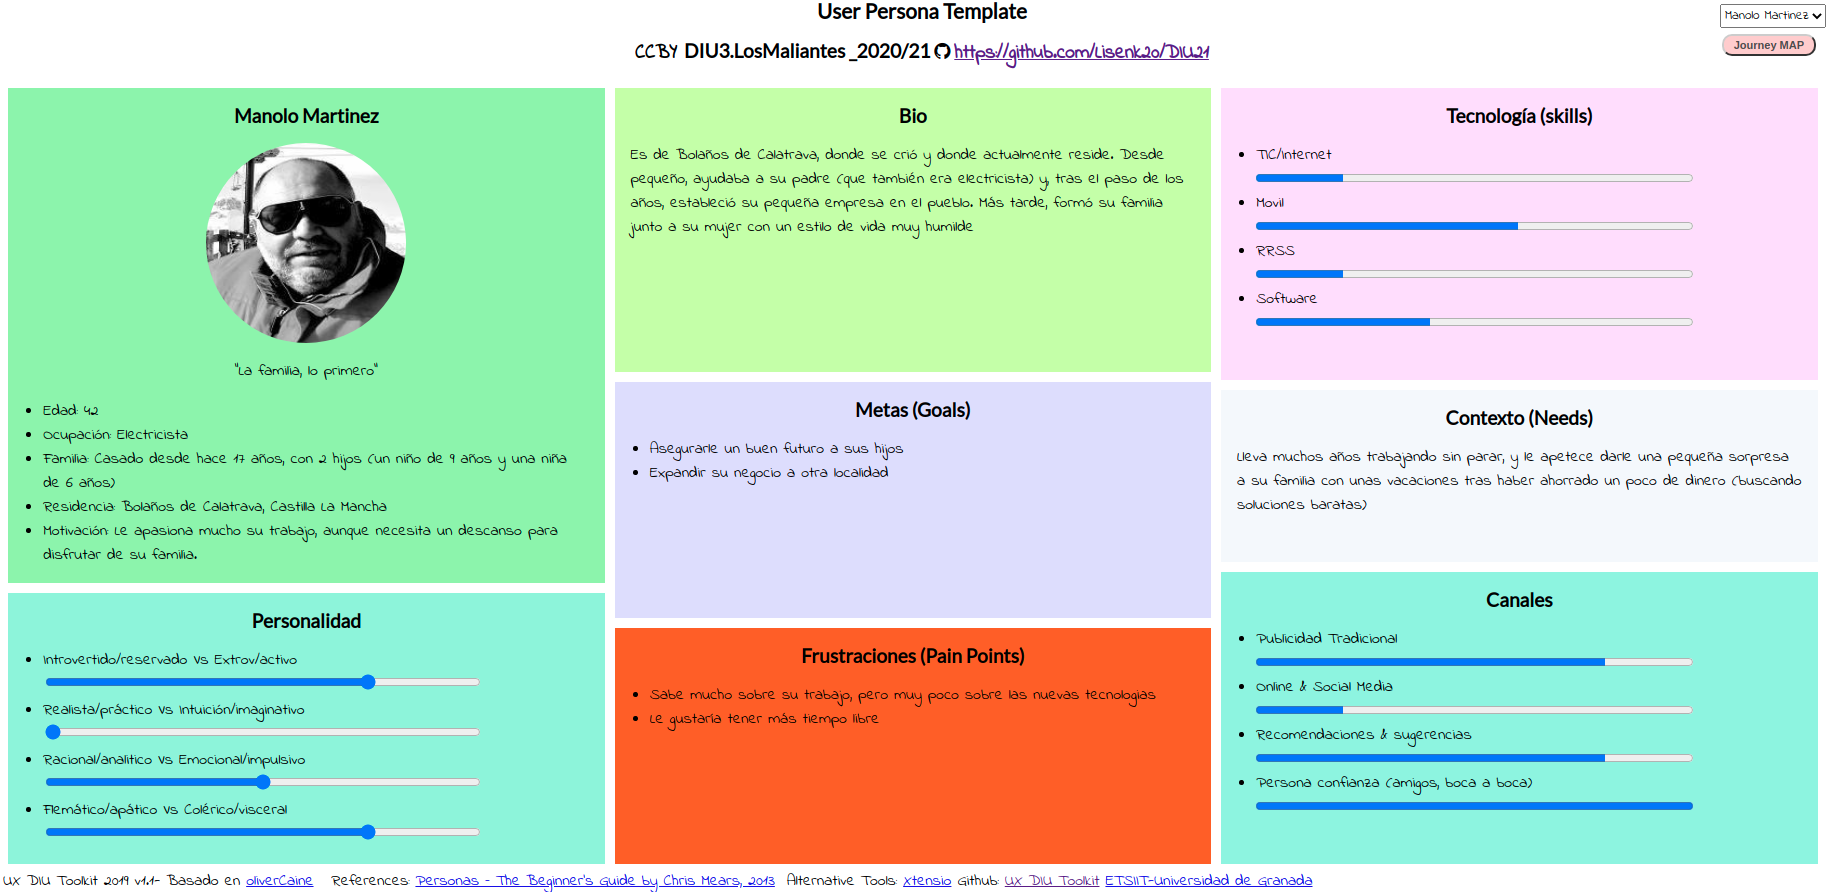 User Persona Template
Manolo Martinez
CCBY DIU3.LosMaliantes _2020/21 https://github.com/Lisenk20/DIU21
Journey MAP
Manolo Martinez
"La familia, lo primero"
Edad: 42
Ocupación: Electricista
Familia: Casado desde hace 17 años, con 2 hijos (un niño de 9 años y una niña
de 6 años)
Residencia: Bolaños de Calatrava, Castilla La Mancha
Motivación: Le apasiona mucho su trabajo, aunque necesita un descanso para
disfrutar de su familia.
Personalidad
Introvertido/reservado Vs Extrov/activo
Realista/práctico Vs Intuición/imaginativo
Racional/analitico Vs Emocional/impulsivo
Flemático/apático Vs Colérico/visceral
Bio
Es de Bolaños de Calatrava, donde se crió y donde actualmente reside. Desde
pequeño, ayudaba a su padre (que también era electricista) y, tras el paso de los
años, estableció su pequeña empresa en el pueblo. Más tarde, formó su familia
junto a su mujer con un estilo de vida muy humilde
Metas (Goals)
Asegurarle un buen futuro a sus hijos
Expandir su negocio a otra localidad
Frustraciones (Pain Points)
Sabe mucho sobre su trabajo, pero muy poco sobre las nuevas tecnologias
Le gustaría tener más tiempo libre
Tecnología (skills)
TIC/Internet
Movil
RRSS
Software
Contexto (Needs)
Lleva muchos años trabajando sin parar, y le apetece darle una pequeña sorpresa
a su familia con unas vacaciones tras haber ahorrado un poco de dinero (buscando
soluciones baratas)
Canales
Publicidad Tradicional
Online & Social Media
Recomendaciones & sugerencias
Persona confianza (amigos, boca a boca)
UX DIU Toolkit 2019 v1.1- Basado en oliverCaine References: Personas - The Beginner's Guide by Chris Mears, 2013 Alternative Tools: Xtensio Github: UX DIU Toolkit ETSIIT-Universidad de Granada